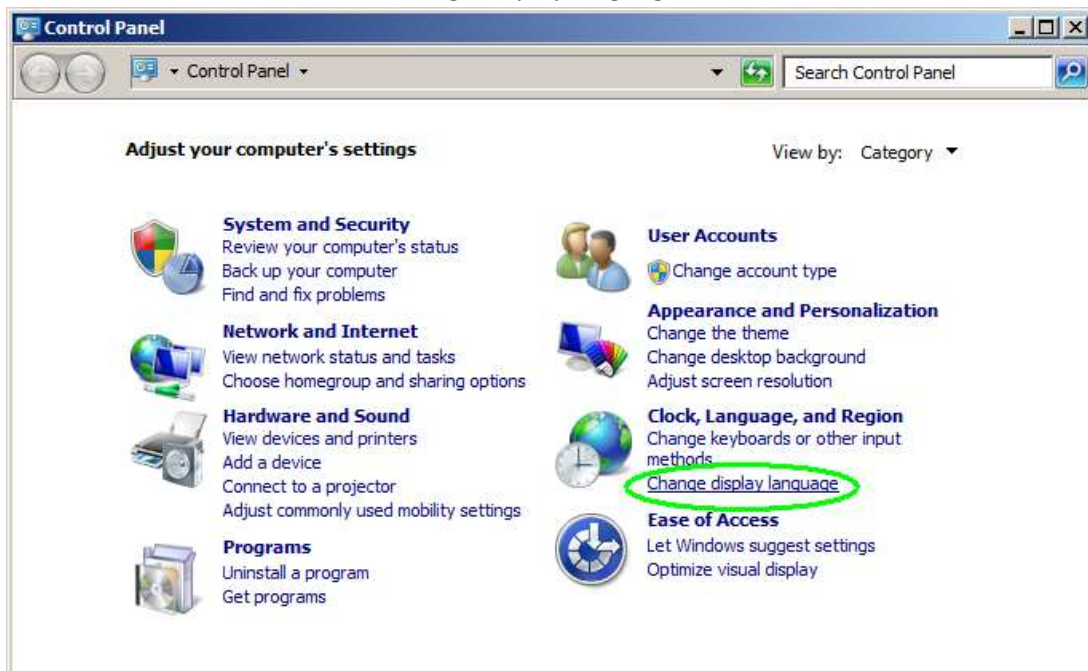 Control Panel
Control Panel
Search Control Panel
Adjust your computer's settings
View by: Category
System and Security
Review your computer's status
Back up your computer
Find and fix problems
Network and Internet
View network status and tasks
Choose homegroup and sharing options
Hardware and Sound
View devices and printers
Add a device
Connect to a projector
Adjust commonly used mobility settings
Programs
Uninstall a program
Get programs
User Accounts
Change account type
Appearance and Personalization
Change the theme
Change desktop background
Adjust screen resolution
Clock, Language, and Region
Change keyboards or other input
methods
Change display language
Ease of Access
Let Windows suggest settings
Optimize visual display